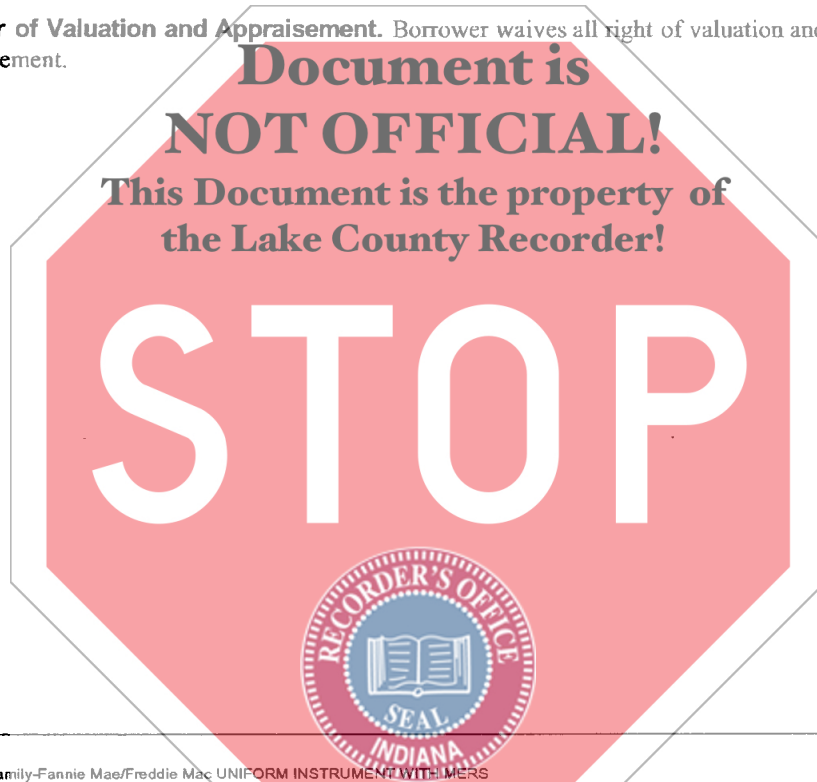 r of Valuation and Appraisement. Borrower waives all right of valuation and
ement.
Document is
NOT OFFICIAL!
This Document is the property of
the Lake County Recorder!
STOP
RECORDER'S OFFICE
SEAL
INDIANA
amily-Fannie Mae/Freddie Mac UNIFORM INSTRUMENT WITH MERS